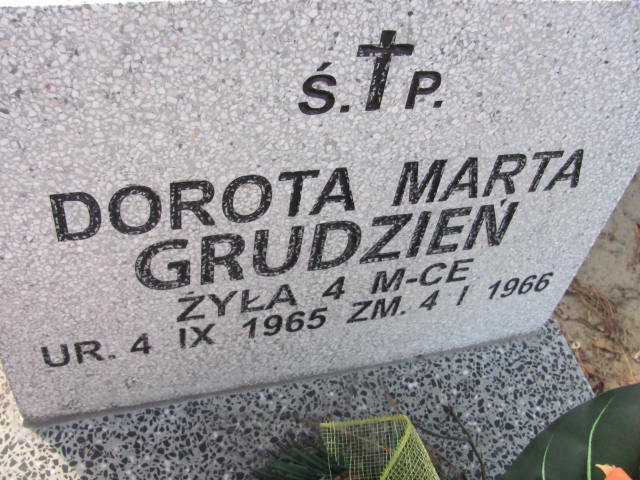 Ś.P.
DOROTA MARTA
GRUDZIEŃ
ŻYŁA 4 M-CE
UR. 4 IX 1965 ZM. 4 I 1966